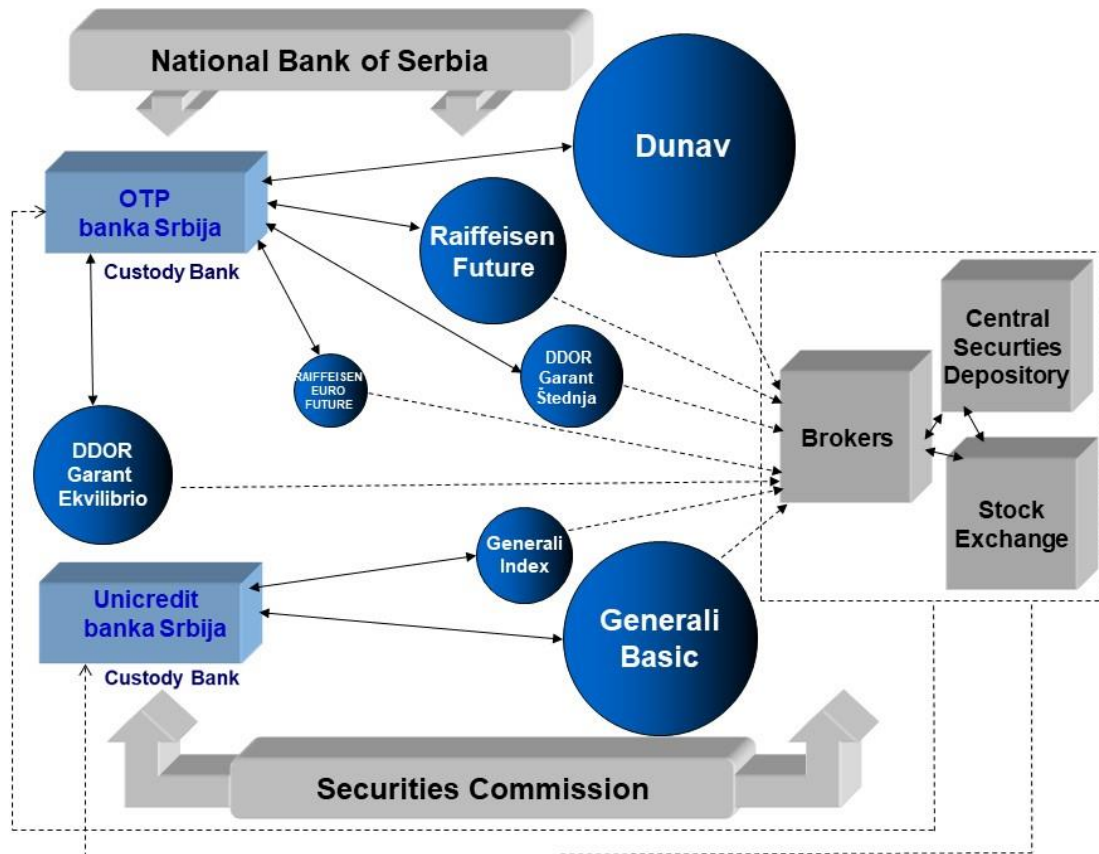 National Bank of Serbia
Dunav
OTP
banka Srbija
Custody Bank
Raiffeisen
Future
Central
Securties
Depository
RAIFFEISEN
EURO
FUTURE
DDOR
Garant
Štednja
Brokers
DDOR
Garant
Ekvilibrio
Stock
Exchange
Generali
Index
Unicredit
banka Srbija
Custody Bank
Generali
Basic
Securities Commission